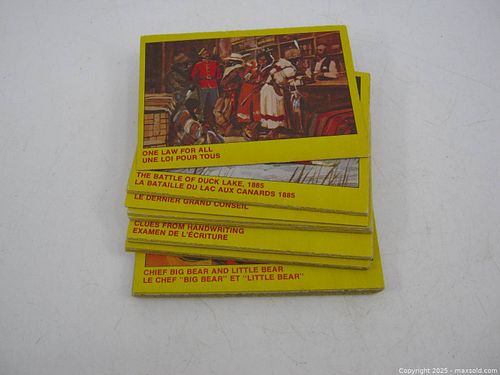 ONE LAW FOR ALL
UNE LOI POUR TOUS
THE BATTLE OF DUCK LAKE, 1885
LA BATAILLE DU LAC AUX CANARDS 1885
LE DERNIER GRAND CONSEIL
CLUES FROM HANDWRITING
EXAMEN DE L'ÉCRITURE
CHIEF BIG BEAR AND LITTLE BEAR
LE CHEF "BIG BEAR" ET "LITTLE BEAR"
Copyright © 2025 - maxsold.com